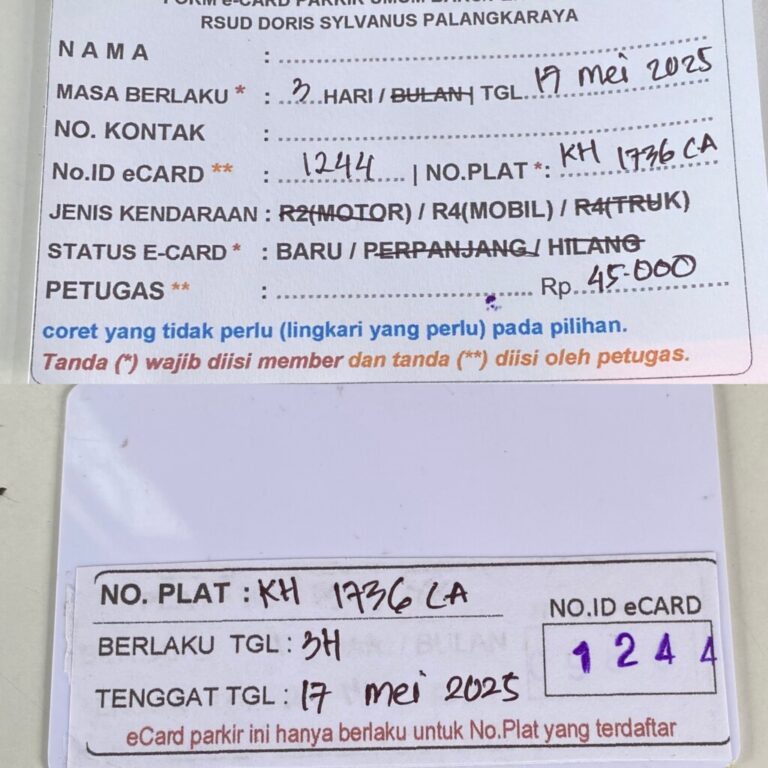 FORM e-CARD PARKIR UMUM
RSUD DORIS SYLVANUS PALANGKARAYA
NAMA :
MASA BERLAKU * : 3 HARI / BULAN | TGL 17 mei 2025
NO. KONTAK :
No.ID eCARD ** : 1244 | NO.PLAT *: KH 1736 CA
JENIS KENDARAAN : R2(MOTOR) / R4(MOBIL) / R4(TRUK)
STATUS E-CARD * : BARU / PERPANJANG / HILANG
PETUGAS ** : Rp. 45.000
coret yang tidak perlu (lingkari yang perlu) pada pilihan.
Tanda (*) wajib diisi member dan tanda (**) diisi oleh petugas.
NO. PLAT : KH 1736 CA
NO.ID eCARD
BERLAKU TGL : 3H
1244
TENGGAT TGL : 17 mei 2025
eCard parkir ini hanya berlaku untuk No.Plat yang terdaftar